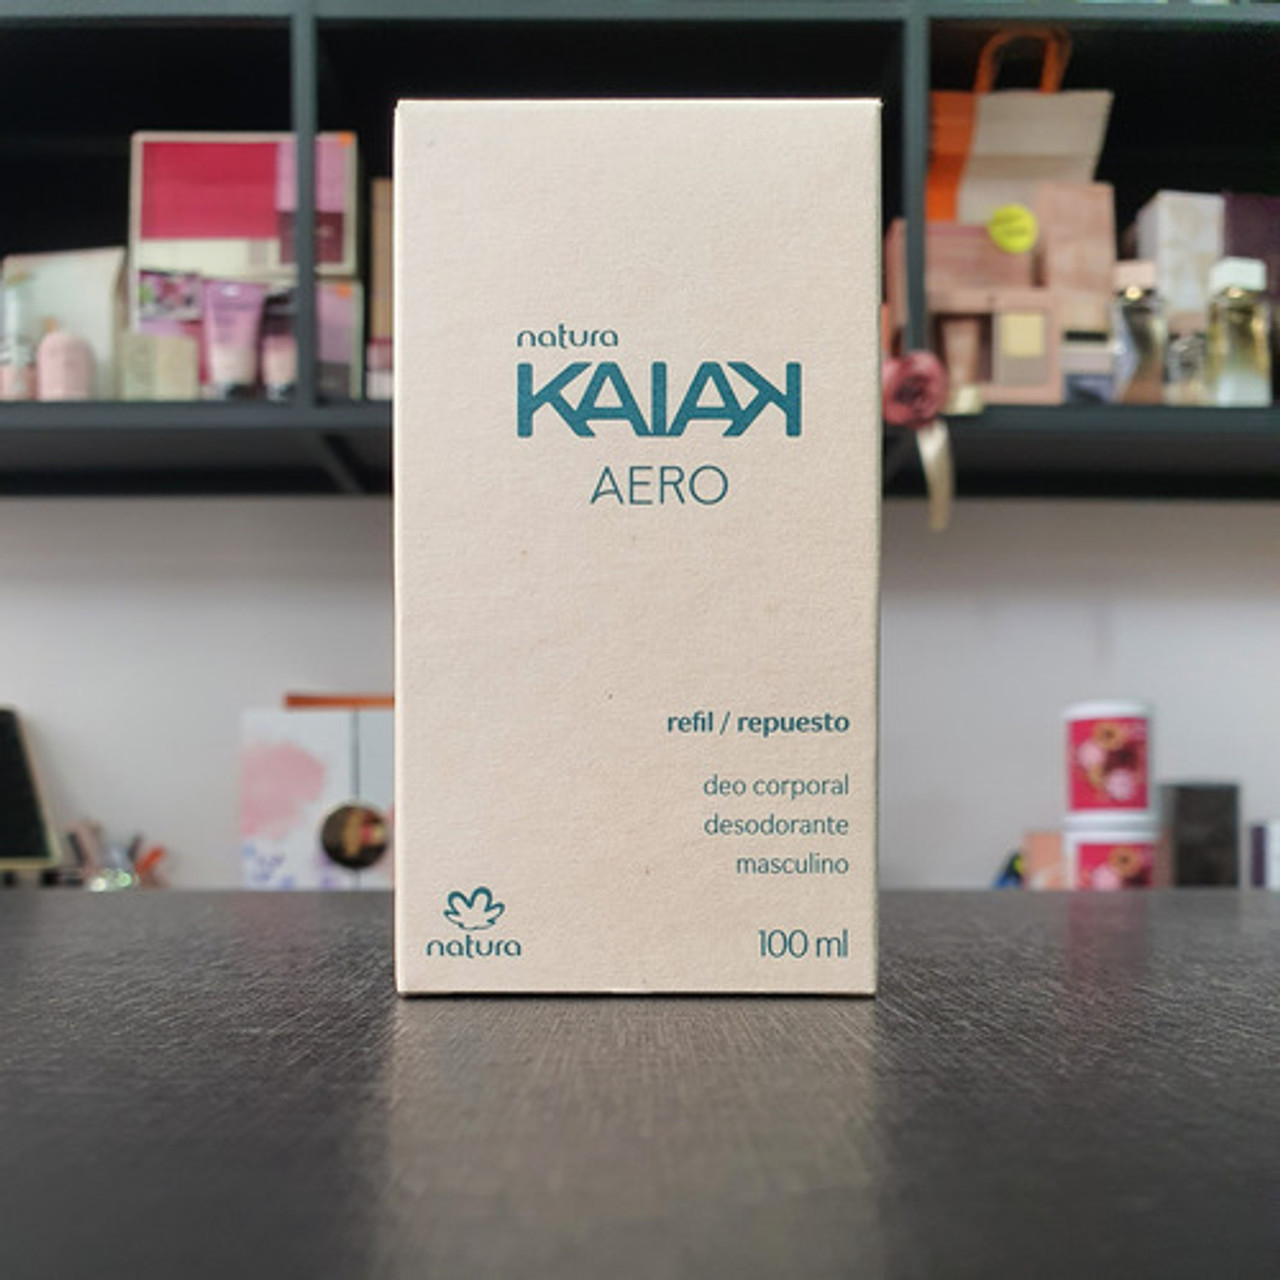 natura
KAIAK
AERO
refil / repuesto
deo corporal
desodorante
masculino
100 ml
natura